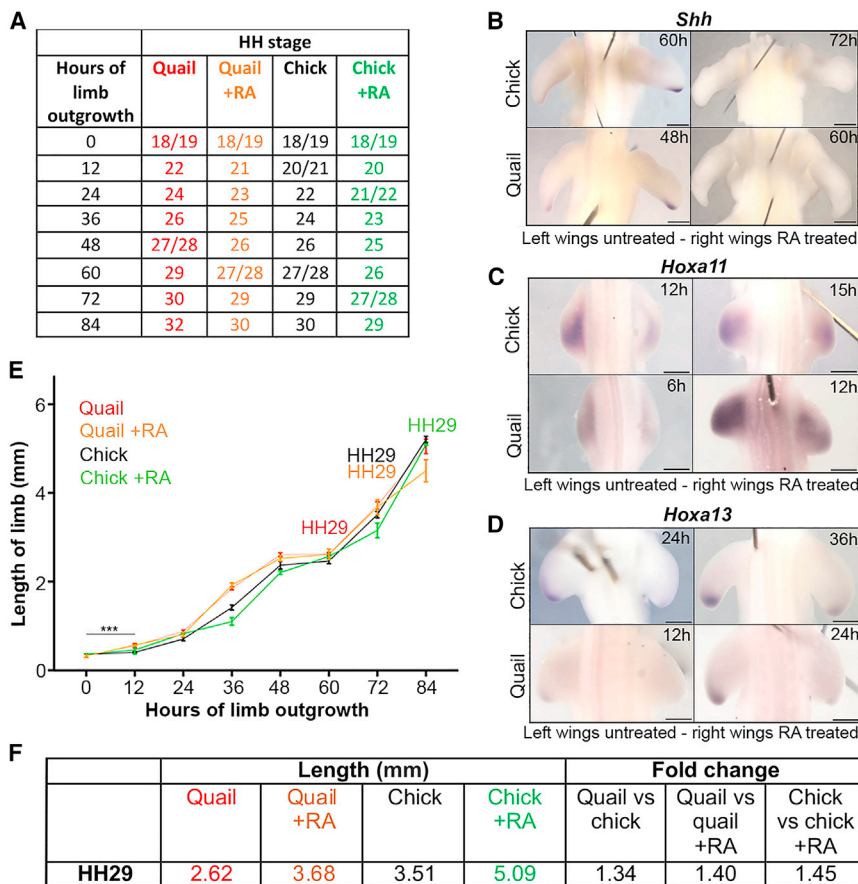 A
HH stage
Hours of limb outgrowth Quail Quail +RA Chick Chick +RA
0 18/19 18/19 18/19 18/19
12 22 21 20/21 20
24 24 23 22 21/22
36 26 25 24 23
48 27/28 26 26 25
60 29 27/28 27/28 26
72 30 29 29 27/28
84 32 30 30 29
B
Shh
60h
72h
Chick
48h
60h
Quail
Left wings untreated - right wings RA treated
C
Hoxa11
12h
15h
Chick
6h
12h
Quail
Left wings untreated - right wings RA treated
D
Hoxa13
24h
36h
Chick
12h
24h
Quail
Left wings untreated - right wings RA treated
E
Length of limb (mm)
6
4
2
0
Quail
Quail +RA
Chick
Chick +RA
***
HH29
HH29
HH29
HH29
0 12 24 36 48 60 72 84
Hours of limb outgrowth
F
Length (mm) Fold change
Quail Quail +RA Chick Chick +RA Quail vs chick Quail vs quail +RA Chick vs chick +RA
HH29 2.62 3.68 3.51 5.09 1.34 1.40 1.45